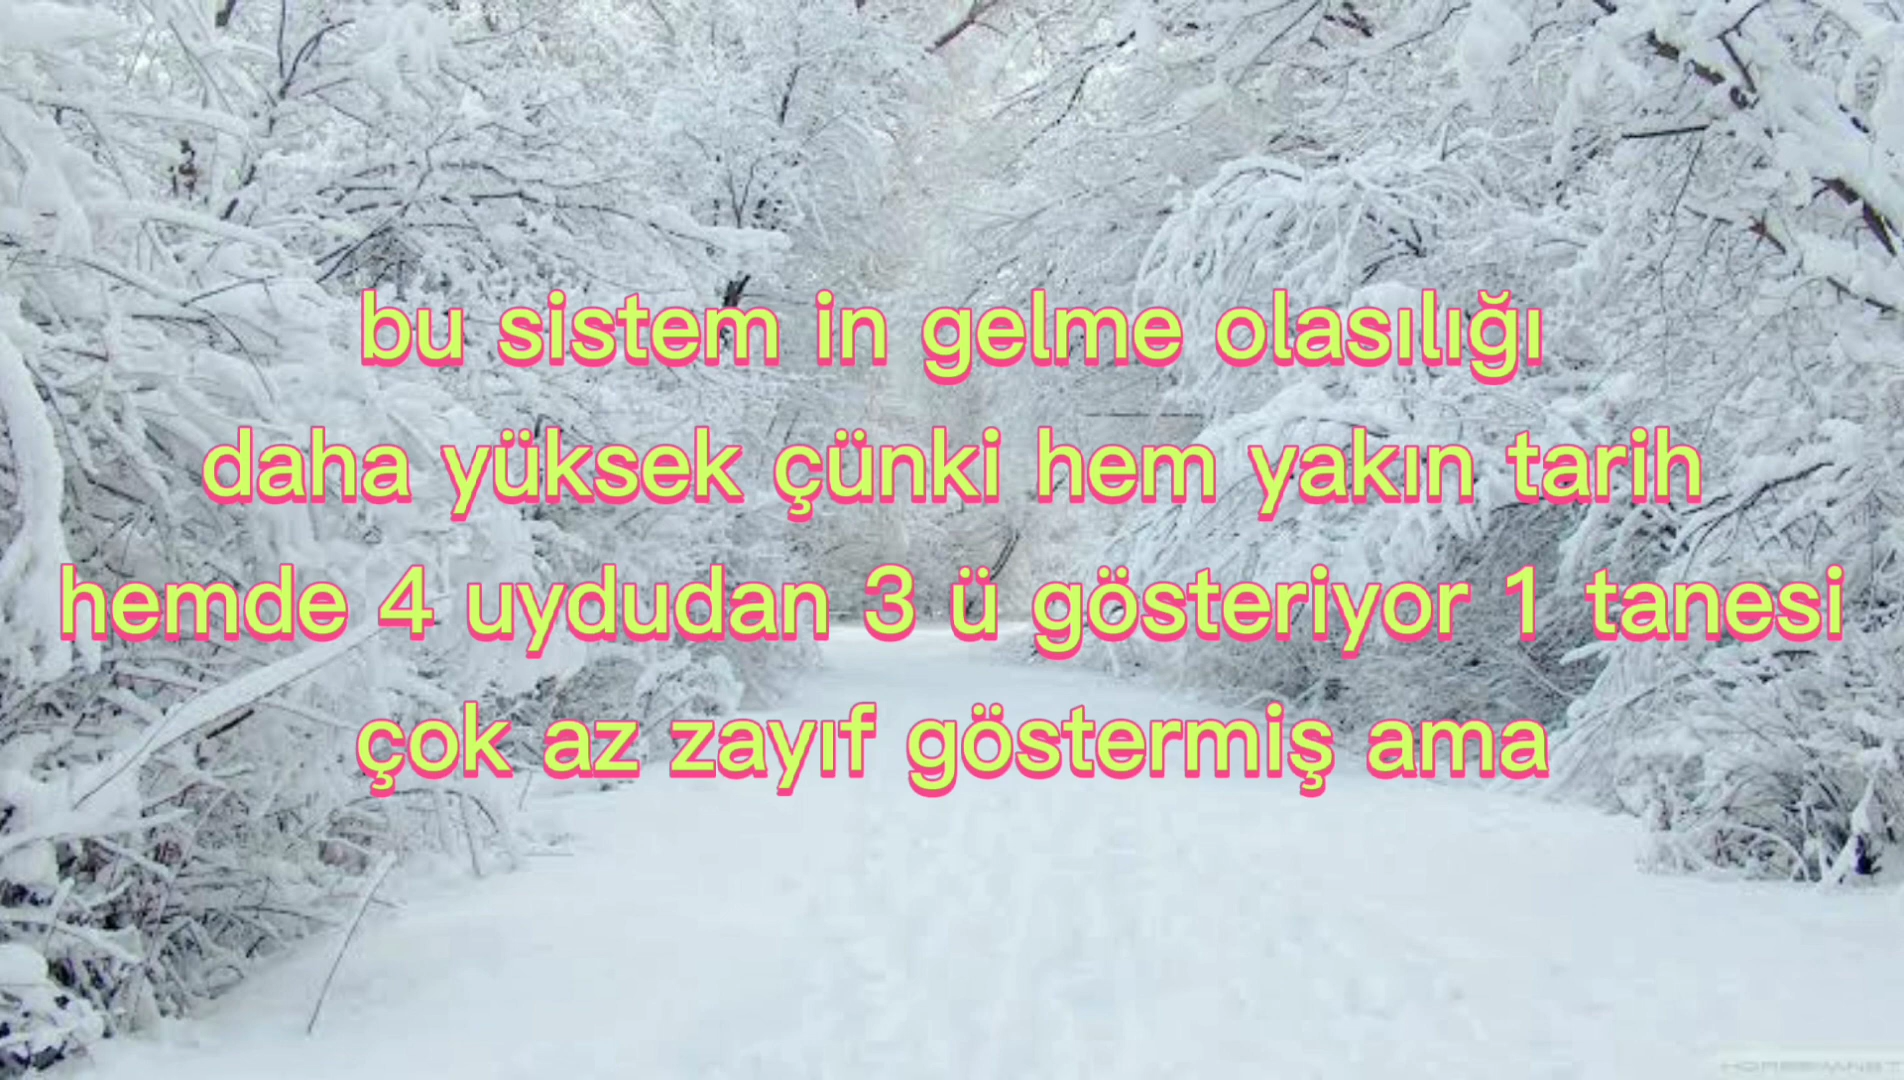 bu sistem in gelme olasılığı
daha yüksek çünki hem yakın tarih
hemde 4 uydudan 3 ü gösteriyor 1 tanesi
çok az zayıf göstermiş ama